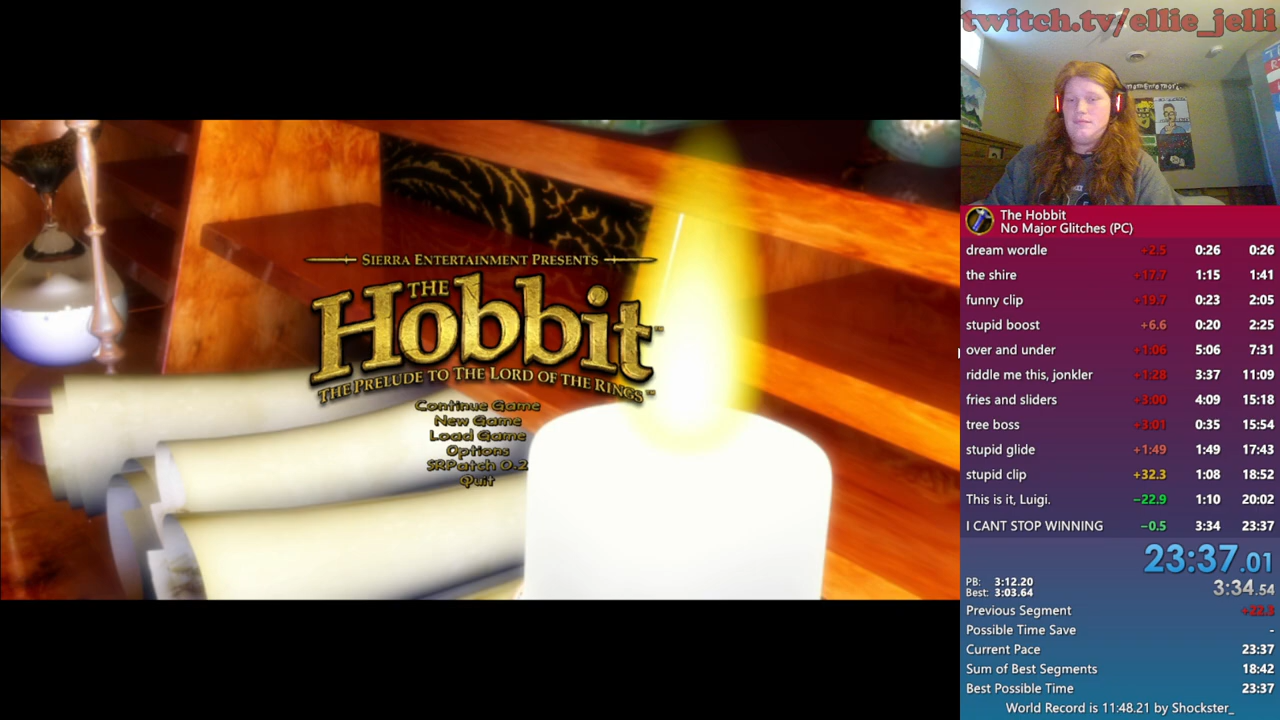 twitch.tv/ellie_jelli
SIERRA ENTERTAINMENT PRESENTS
THE
Hobbit™
THE PRELUDE TO THE LORD OF THE RINGS™
Continue Game
New Game
Load Game
Options
SRPatch 0.2
Quit
The Hobbit
No Major Glitches (PC)
dream wordle +2.5 0:26 0:26
the shire +17.7 1:15 1:41
funny clip +19.7 0:23 2:05
stupid boost +6.6 0:20 2:25
over and under +1:06 5:06 7:31
riddle me this, jonkler +1:28 3:37 11:09
fries and sliders +3:00 4:09 15:18
tree boss +3:01 0:35 15:54
stupid glide +1:49 1:49 17:43
stupid clip +32.3 1:08 18:52
This is it, Luigi. −22.9 1:10 20:02
I CANT STOP WINNING −0.5 3:34 23:37
23:37.01
PB: 3:12.20
Best: 3:03.64
3:34.54
Previous Segment +22.3
Possible Time Save -
Current Pace 23:37
Sum of Best Segments 18:42
Best Possible Time 23:37
World Record is 11:48.21 by Shockster_